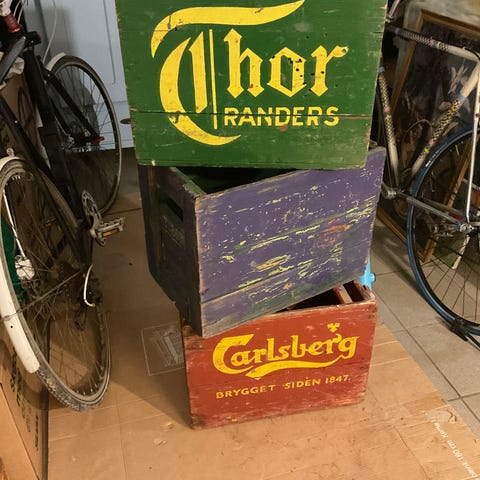 Thor
RANDERS
Carlsberg
BRYGGET SIDEN 1847.